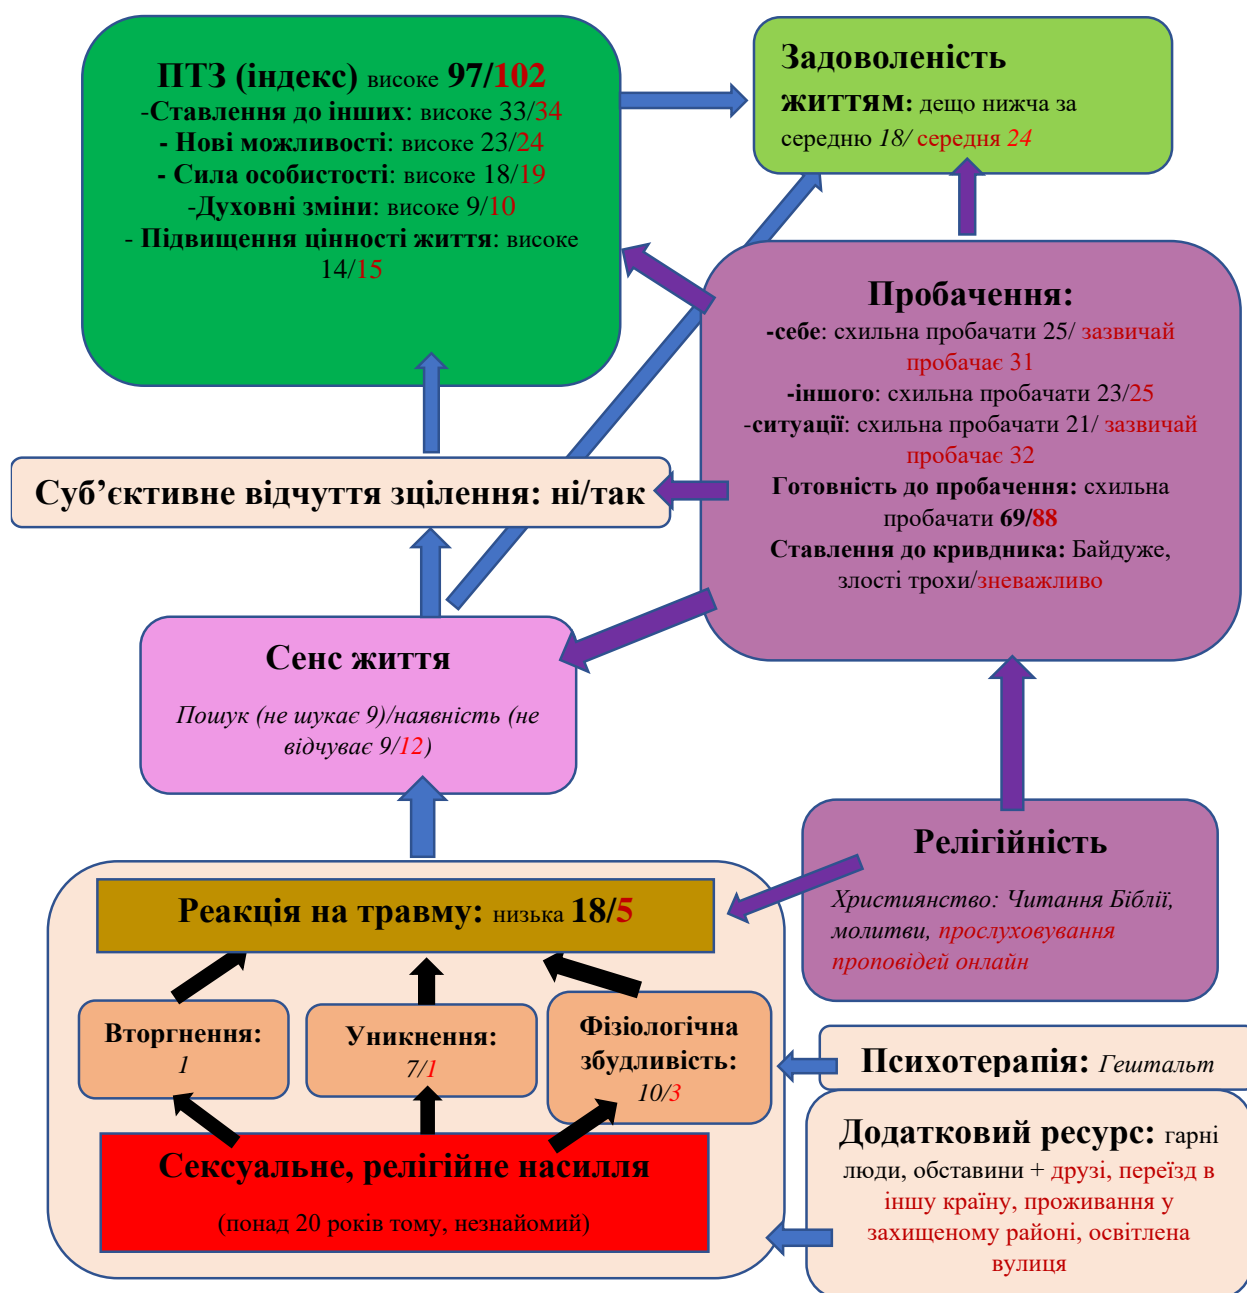 ПТЗ (індекс) високе 97/102
-Ставлення до інших: високе 33/34
- Нові можливості: високе 23/24
- Сила особистості: високе 18/19
-Духовні зміни: високе 9/10
- Підвищення цінності життя: високе
14/15
Задоволеність
життям: дещо нижча за
середню 18/ середня 24
Пробачення:
-себе: схильна пробачати 25/ зазвичай
пробачає 31
-іншого: схильна пробачати 23/25
-ситуації: схильна пробачати 21/ зазвичай
пробачає 32
Готовність до пробачення: схильна
пробачати 69/88
Ставлення до кривдника: Байдуже,
злості трохи/зневажливо
Суб’єктивне відчуття зцілення: ні/так
Сенс життя
Пошук (не шукає 9)/наявність (не
відчуває 9/12)
Релігійність
Християнство: Читання Біблії,
молитви, прослуховування
проповідей онлайн
Реакція на травму: низька 18/5
Вторгнення:
1
Уникнення:
7/1
Фізіологічна
збудливість:
10/3
Психотерапія: Гештальт
Додатковий ресурс: гарні
люди, обставини + друзі, переїзд в
іншу країну, проживання у
захищеному районі, освітлена
вулиця
Сексуальне, релігійне насилля
(понад 20 років тому, незнайомий)